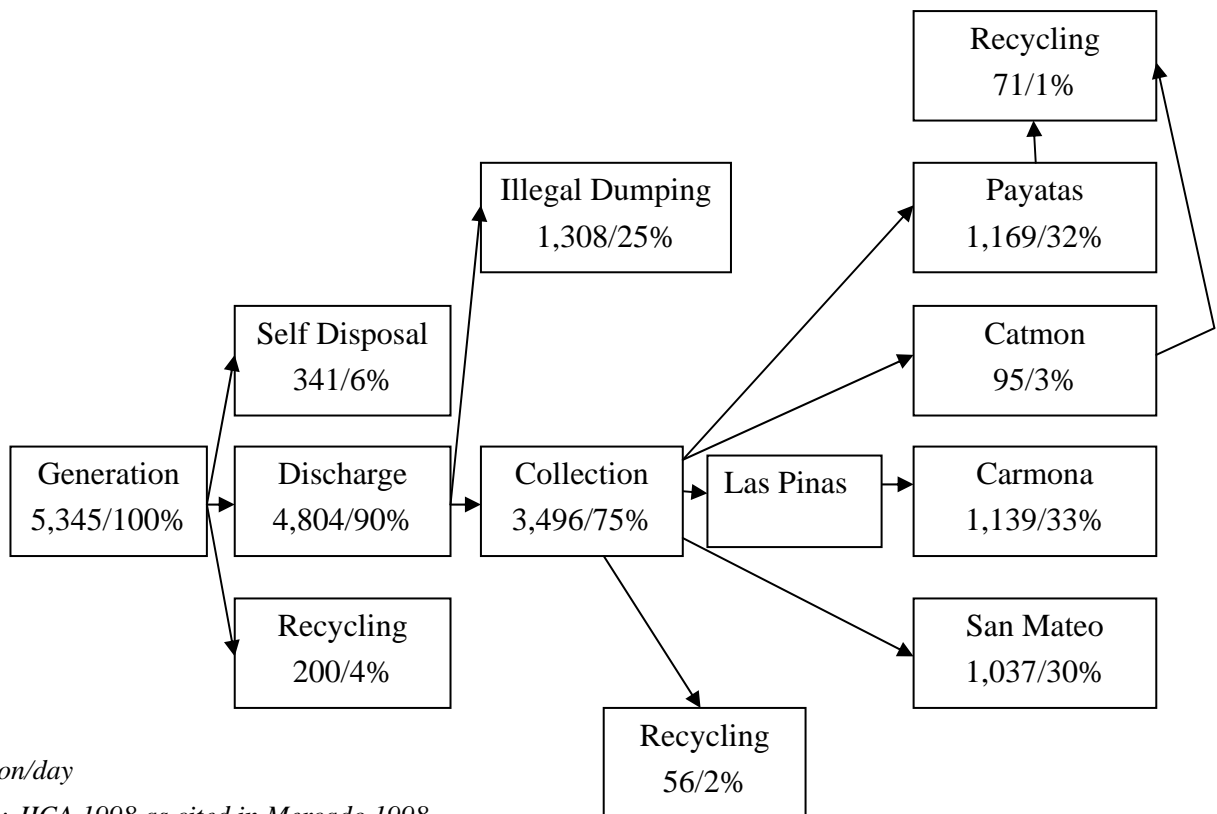 Recycling
71/1%
Illegal Dumping
1,308/25%
Payatas
1,169/32%
Self Disposal
341/6%
Catmon
95/3%
Generation
5,345/100%
Discharge
4,804/90%
Collection
3,496/75%
Las Pinas
Carmona
1,139/33%
Recycling
200/4%
San Mateo
1,037/30%
Recycling
56/2%
on/day